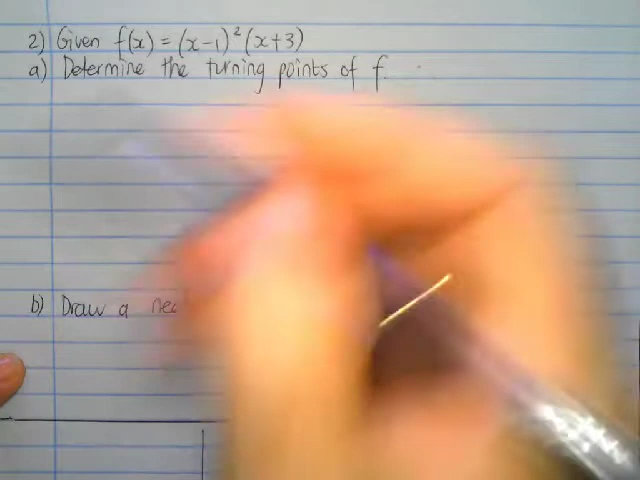 2) Given f(x) = (x-1)²(x+3)
a) Determine the turning points of f.
b) Draw a